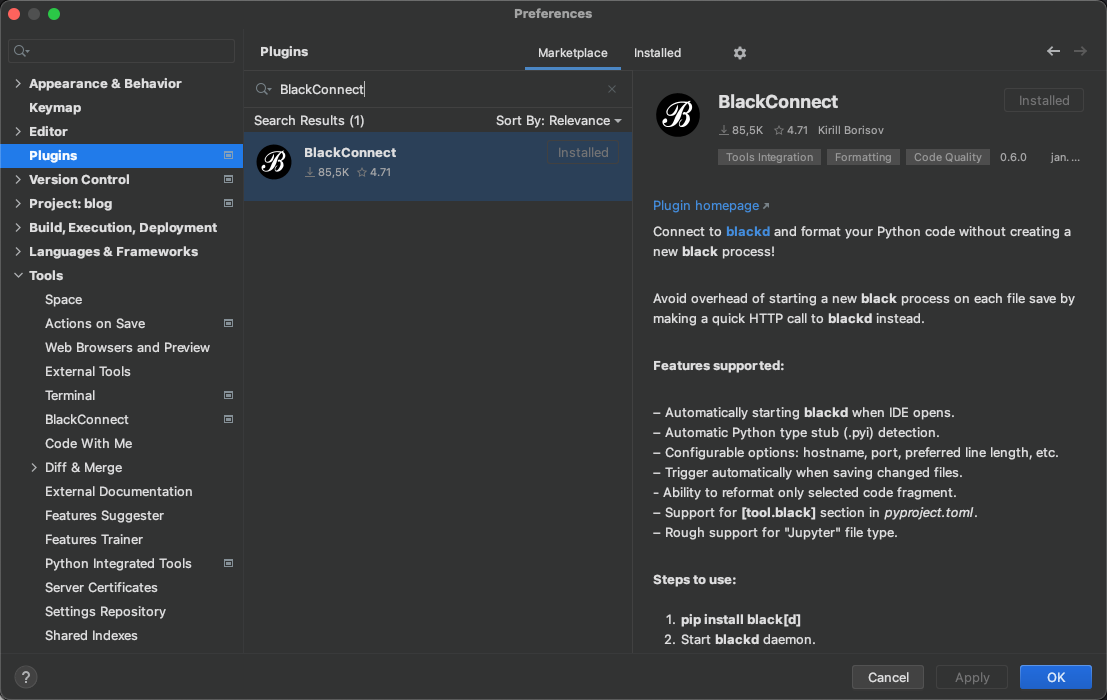 Preferences
Appearance & Behavior
Keymap
Editor
Plugins
Version Control
Project: blog
Build, Execution, Deployment
Languages & Frameworks
Tools
Space
Actions on Save
Web Browsers and Preview
External Tools
Terminal
BlackConnect
Code With Me
Diff & Merge
External Documentation
Features Suggester
Features Trainer
Python Integrated Tools
Server Certificates
Settings Repository
Shared Indexes
?
Plugins
Marketplace
Installed
BlackConnect
Search Results (1)
Sort By: Relevance
B
BlackConnect
Installed
85,5K 4.71
B
BlackConnect
Installed
85,5K 4.71 Kirill Borisov
Tools Integration Formatting Code Quality 0.6.0 jan. ...
Plugin homepage ↗
Connect to blackd and format your Python code without creating a
new black process!
Avoid overhead of starting a new black process on each file save by
making a quick HTTP call to blackd instead.
Features supported:
– Automatically starting blackd when IDE opens.
– Automatic Python type stub (.pyi) detection.
– Configurable options: hostname, port, preferred line length, etc.
– Trigger automatically when saving changed files.
- Ability to reformat only selected code fragment.
– Support for [tool.black] section in pyproject.toml.
– Rough support for "Jupyter" file type.
Steps to use:
1. pip install black[d]
2. Start blackd daemon.
Cancel
Apply
OK